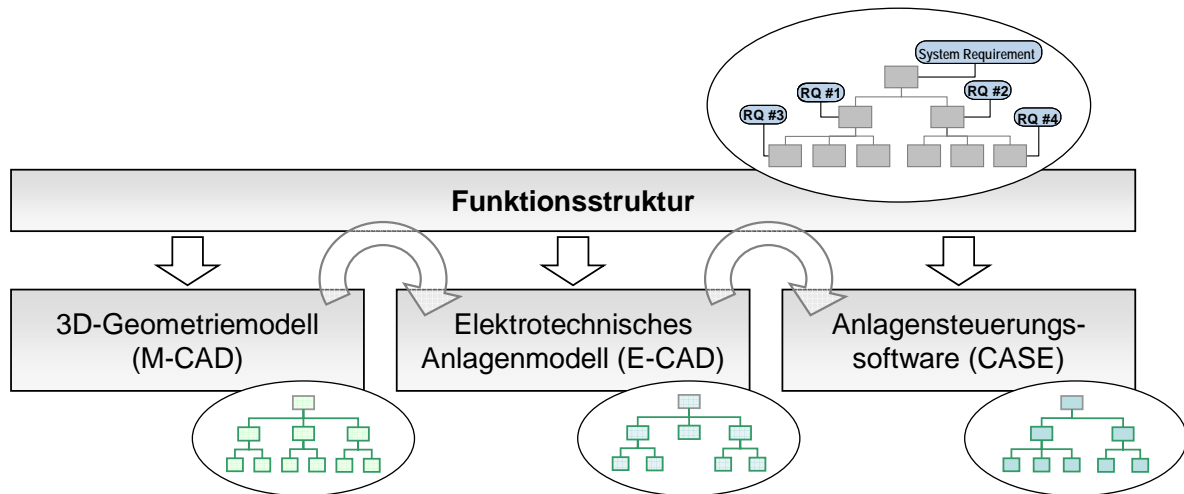 System Requirement
RQ #1
RQ #2
RQ #3
RQ #4
Funktionsstruktur
3D-Geometriemodell
(M-CAD)
Elektrotechnisches
Anlagenmodell (E-CAD)
Anlagensteuerungs-
software (CASE)